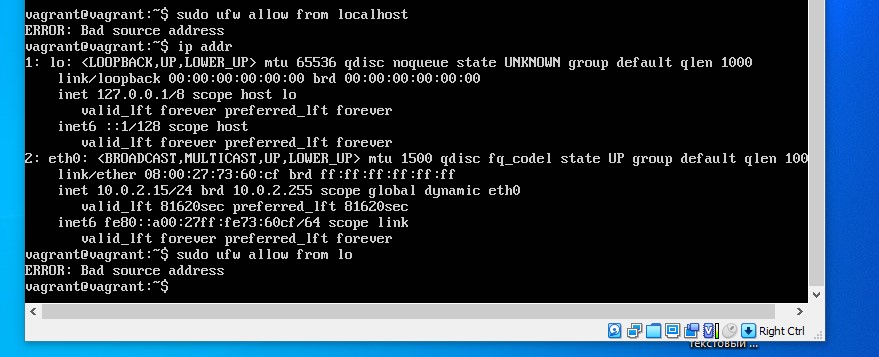 vagrant@vagrant:~$ sudo ufw allow from localhost
ERROR: Bad source address
vagrant@vagrant:~$ ip addr
1: lo: <LOOPBACK,UP,LOWER_UP> mtu 65536 qdisc noqueue state UNKNOWN group default qlen 1000
    link/loopback 00:00:00:00:00:00 brd 00:00:00:00:00:00
    inet 127.0.0.1/8 scope host lo
       valid_lft forever preferred_lft forever
    inet6 ::1/128 scope host
       valid_lft forever preferred_lft forever
2: eth0: <BROADCAST,MULTICAST,UP,LOWER_UP> mtu 1500 qdisc fq_codel state UP group default qlen 100
    link/ether 08:00:27:73:60:cf brd ff:ff:ff:ff:ff:ff
    inet 10.0.2.15/24 brd 10.0.2.255 scope global dynamic eth0
       valid_lft 81620sec preferred_lft 81620sec
    inet6 fe80::a00:27ff:fe73:60cf/64 scope link
       valid_lft forever preferred_lft forever
vagrant@vagrant:~$ sudo ufw allow from lo
ERROR: Bad source address
vagrant@vagrant:~$
Right Ctrl
текстовый ...